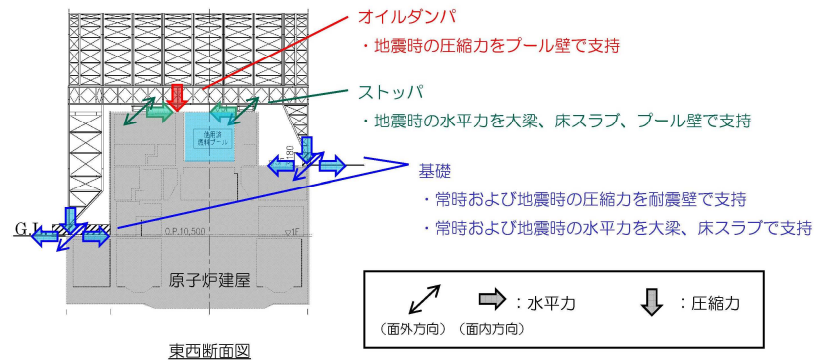 オイルダンパ
・地震時の圧縮力をプール壁で支持
ストッパ
・地震時の水平力を大梁、床スラブ、プール壁で支持
使用済
燃料プール
180
基礎
・常時および地震時の圧縮力を耐震壁で支持
・常時および地震時の水平力を大梁、床スラブで支持
G.L
O.P.10,500
▽1F
原子炉建屋
：水平力
：圧縮力
（面外方向）（面内方向）
東西断面図